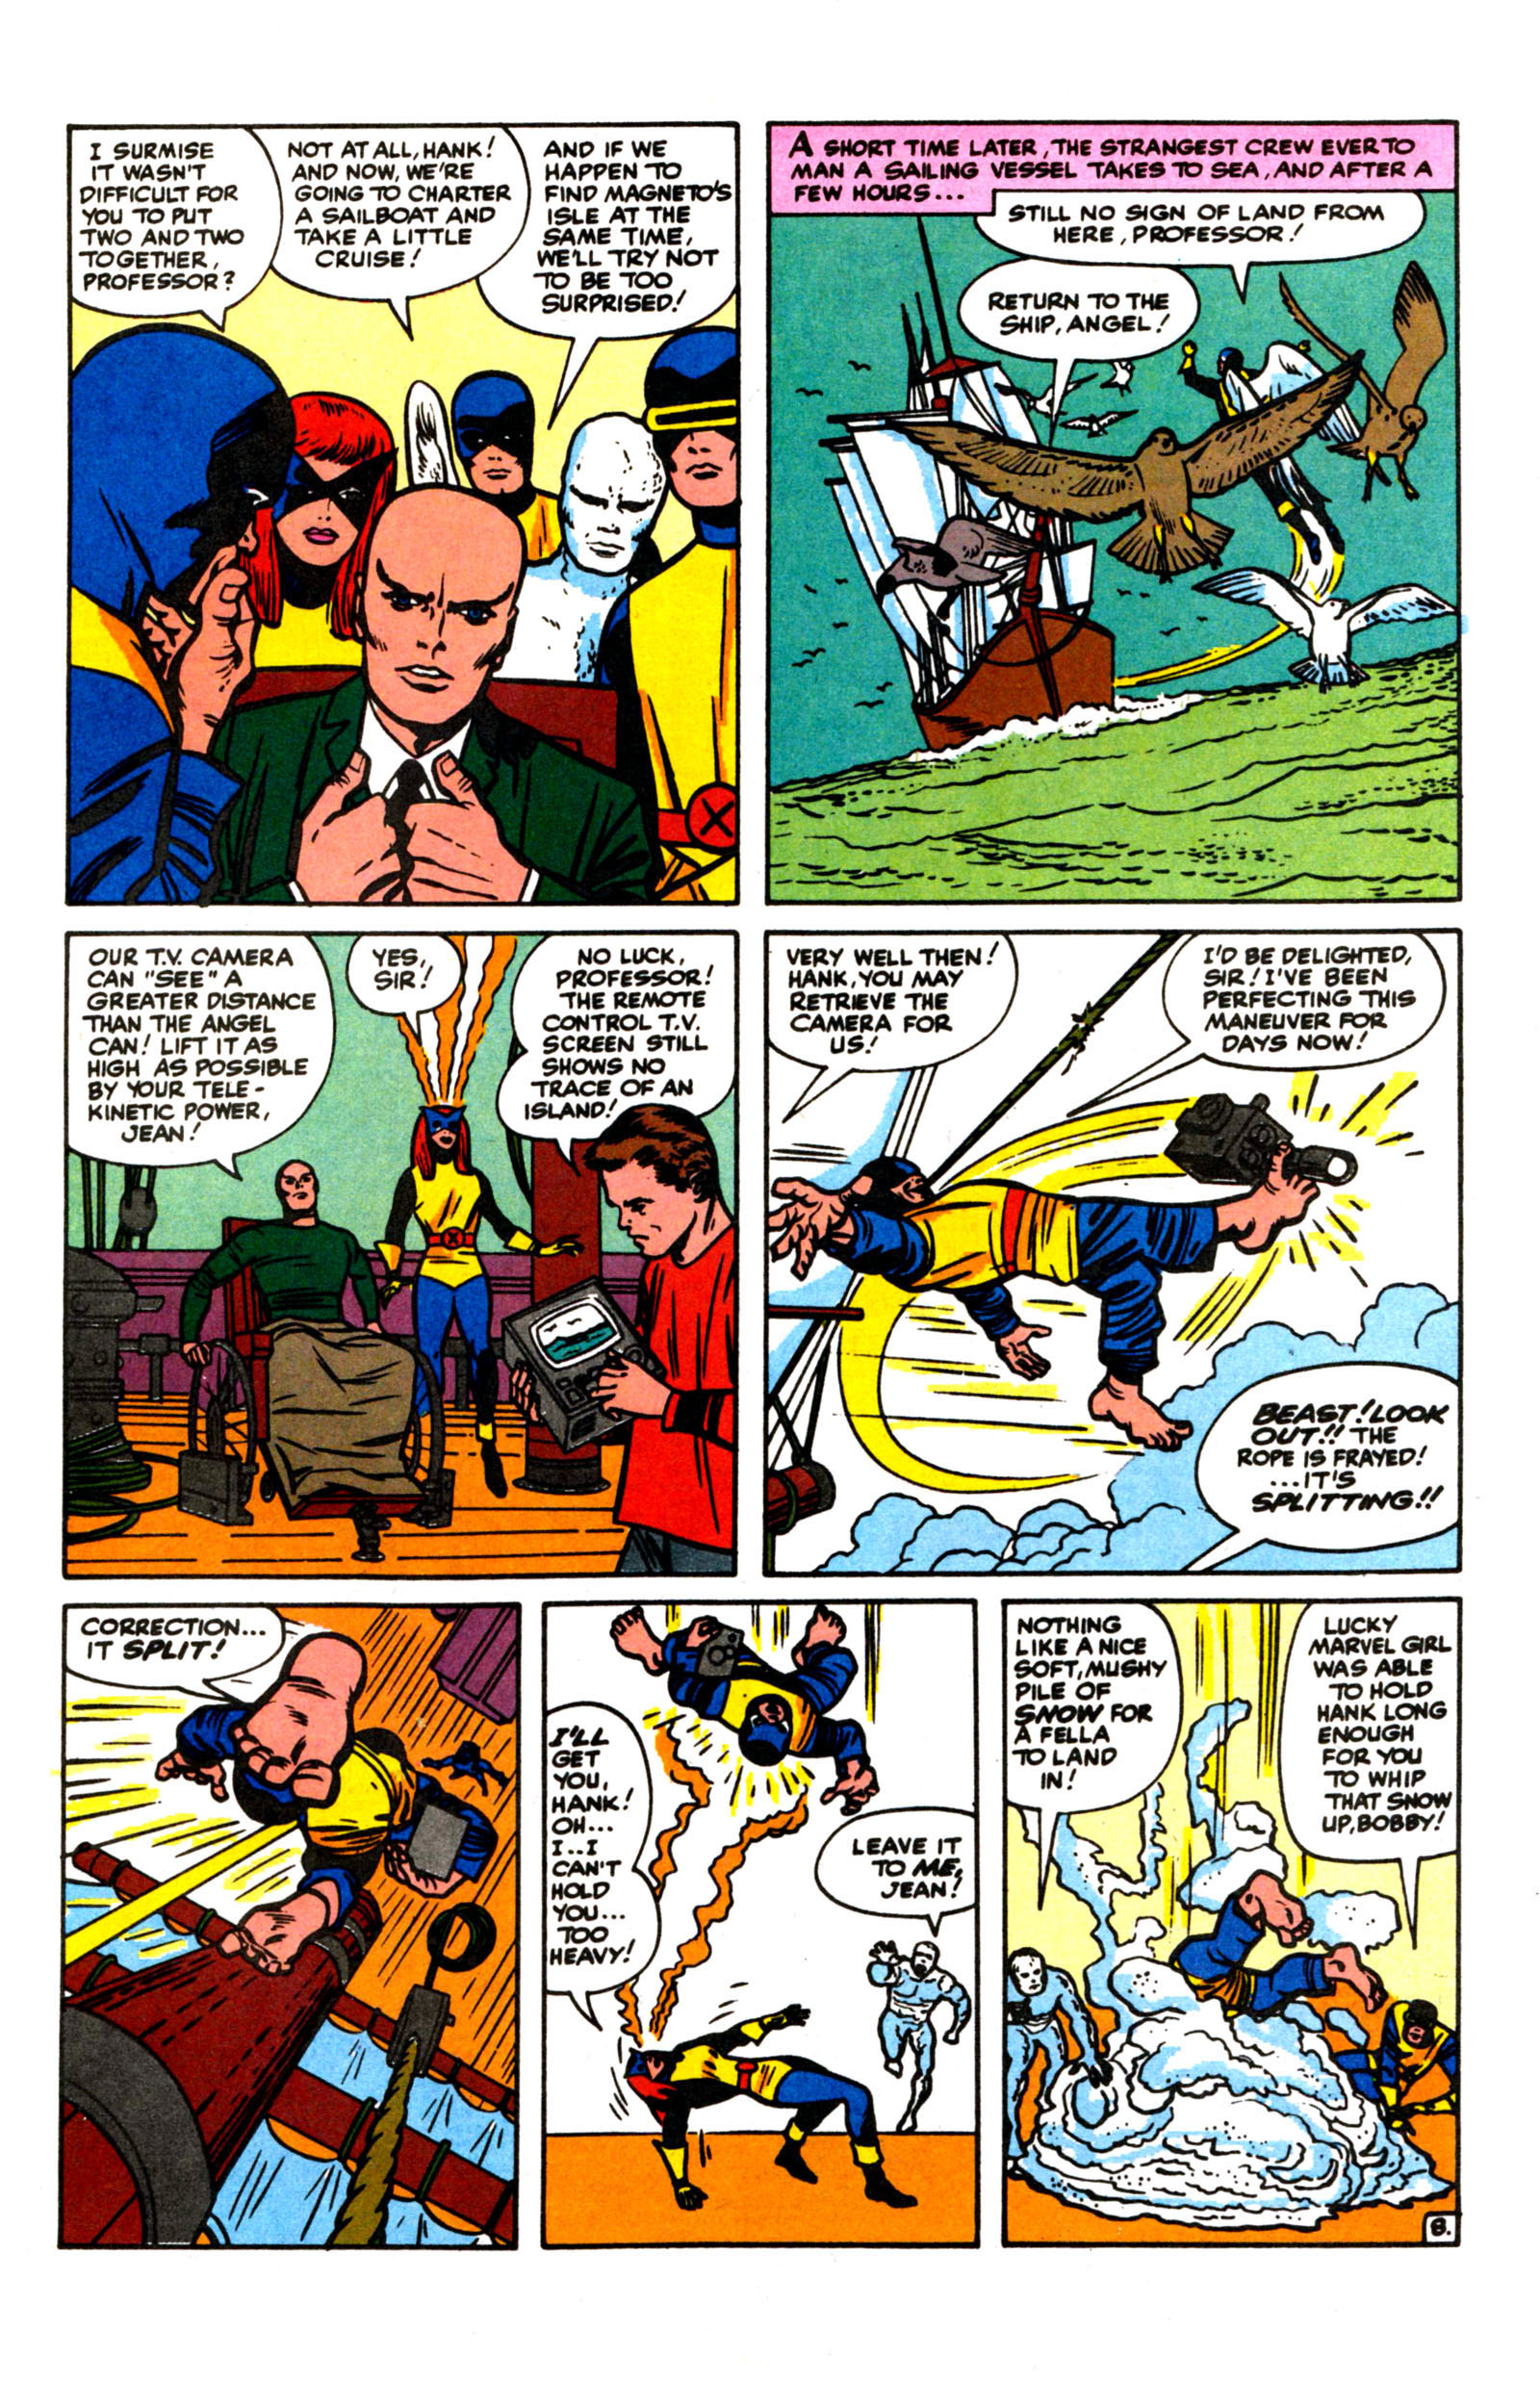 I SURMISE
IT WASN'T
DIFFICULT FOR
YOU TO PUT
TWO AND TWO
TOGETHER,
PROFESSOR?
NOT AT ALL, HANK!
AND NOW, WE'RE
GOING TO CHARTER
A SAILBOAT AND
TAKE A LITTLE
CRUISE!
AND IF WE
HAPPEN TO
FIND MAGNETO'S
ISLE AT THE
SAME TIME,
WE'LL TRY NOT
TO BE TOO
SURPRISED!
A SHORT TIME LATER, THE STRANGEST CREW EVER TO
MAN A SAILING VESSEL TAKES TO SEA, AND AFTER A
FEW HOURS...
STILL NO SIGN OF LAND FROM
HERE, PROFESSOR!
RETURN TO THE
SHIP, ANGEL!
OUR T.V. CAMERA
CAN "SEE" A
GREATER DISTANCE
THAN THE ANGEL
CAN! LIFT IT AS
HIGH AS POSSIBLE
BY YOUR TELE-
KINETIC POWER,
JEAN!
YES,
SIR!
NO LUCK,
PROFESSOR!
THE REMOTE
CONTROL T.V.
SCREEN STILL
SHOWS NO
TRACE OF AN
ISLAND!
VERY WELL THEN!
HANK, YOU MAY
RETRIEVE THE
CAMERA FOR
US!
I'D BE DELIGHTED,
SIR! I'VE BEEN
PERFECTING THIS
MANEUVER FOR
DAYS NOW!
BEAST! LOOK
OUT!! THE
ROPE IS FRAYED!
...IT'S
SPLITTING!!
CORRECTION...
IT SPLIT!
I'LL
GET
YOU,
HANK!
OH...
I..I
CAN'T
HOLD
YOU...
TOO
HEAVY!
LEAVE IT
TO ME,
JEAN!
NOTHING
LIKE A NICE
SOFT, MUSHY
PILE OF
SNOW FOR
A FELLA
TO LAND
IN!
LUCKY
MARVEL GIRL
WAS ABLE
TO HOLD
HANK LONG
ENOUGH
FOR YOU
TO WHIP
THAT SNOW
UP, BOBBY!
8.